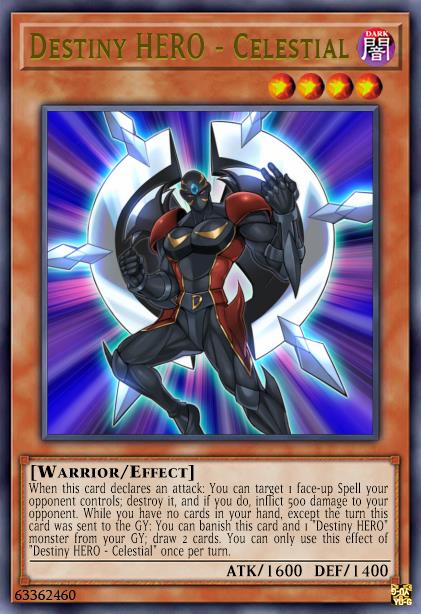 DESTINY HERO - CELESTIAL
DARK
闇
[WARRIOR/EFFECT]
When this card declares an attack: You can target 1 face-up Spell your
opponent controls; destroy it, and if you do, inflict 500 damage to your
opponent. While you have no cards in your hand, except the turn this
card was sent to the GY: You can banish this card and 1 "Destiny HERO"
monster from your GY; draw 2 cards. You can only use this effect of
"Destiny HERO - Celestial" once per turn.
ATK/1600 DEF/1400
63362460